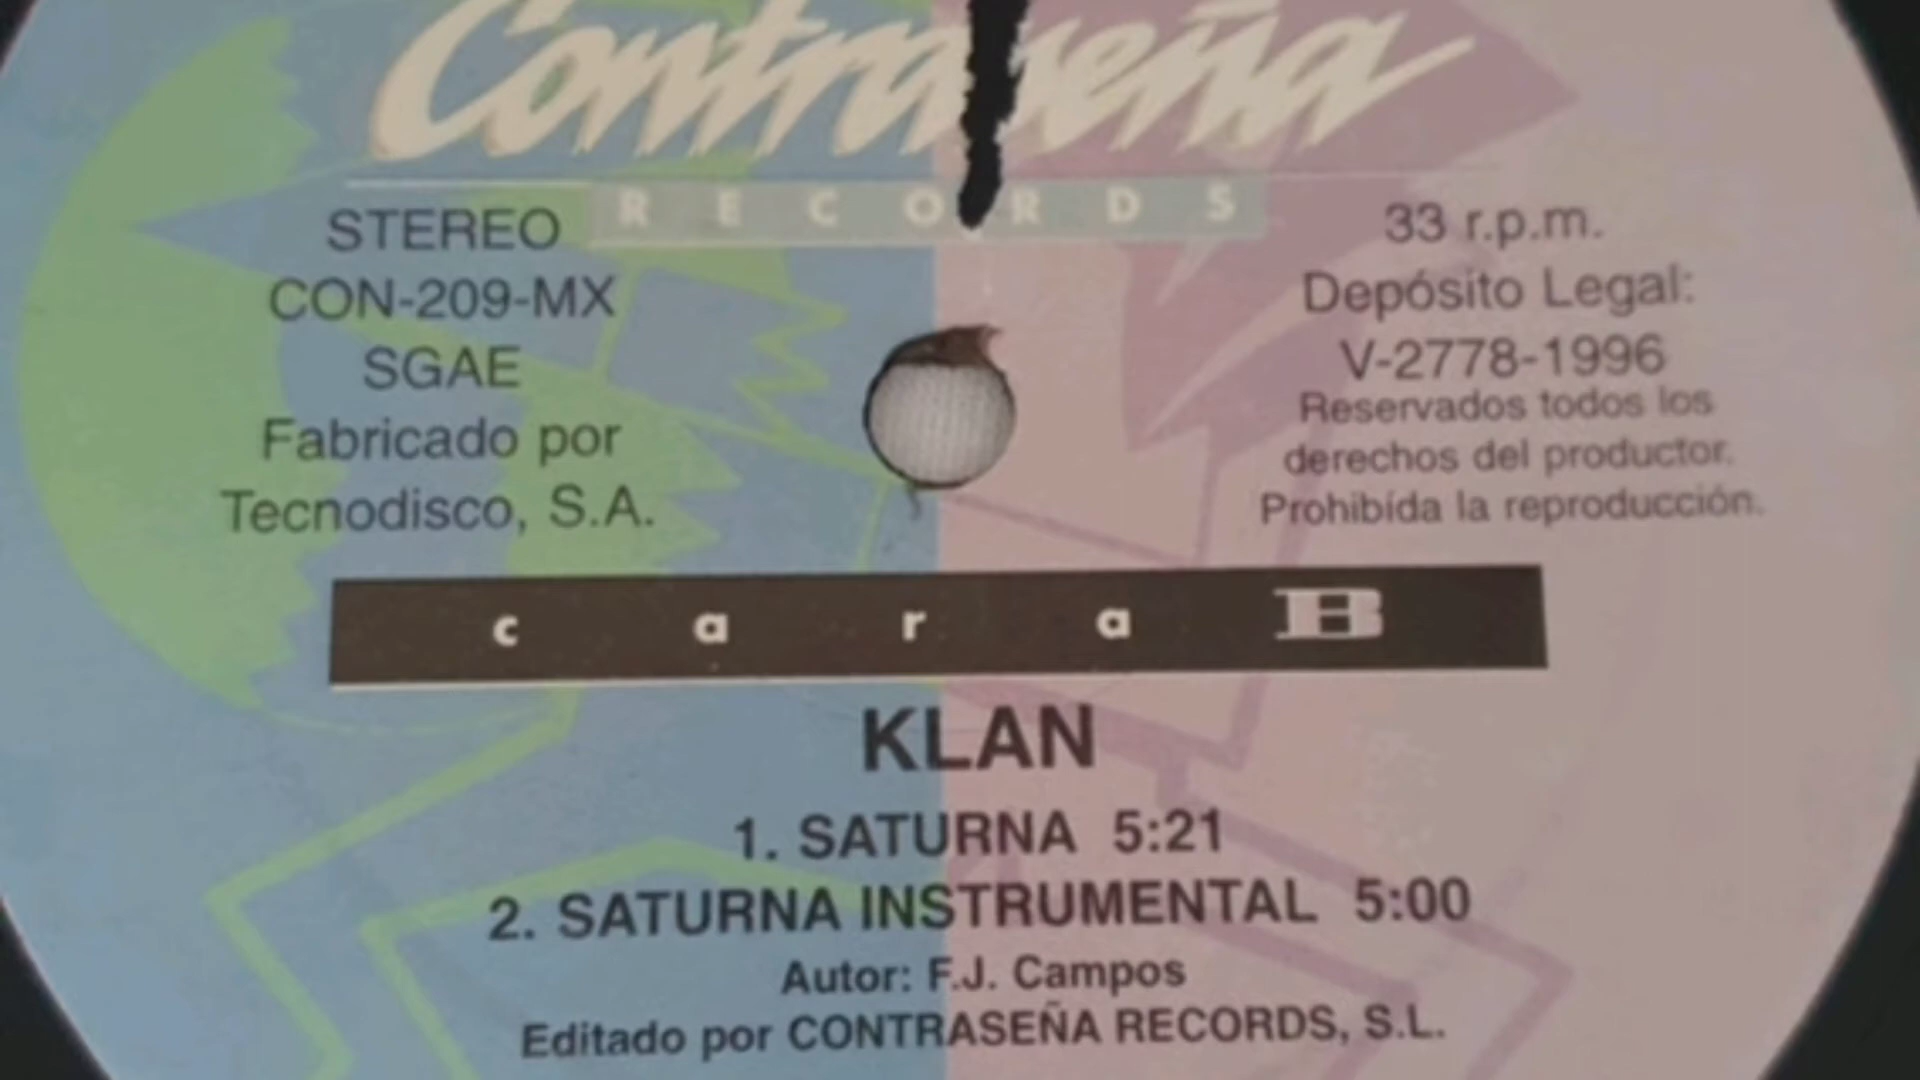 Contraseña
RECORDS
STEREO
CON-209-MX
SGAE
Fabricado por
Tecnodisco, S.A.
33 r.p.m.
Depósito Legal:
V-2778-1996
Reservados todos los
derechos del productor.
Prohibída la reproducción.
cara B
KLAN
1. SATURNA 5:21
2. SATURNA INSTRUMENTAL 5:00
Autor: F.J. Campos
Editado por CONTRASEÑA RECORDS, S.L.